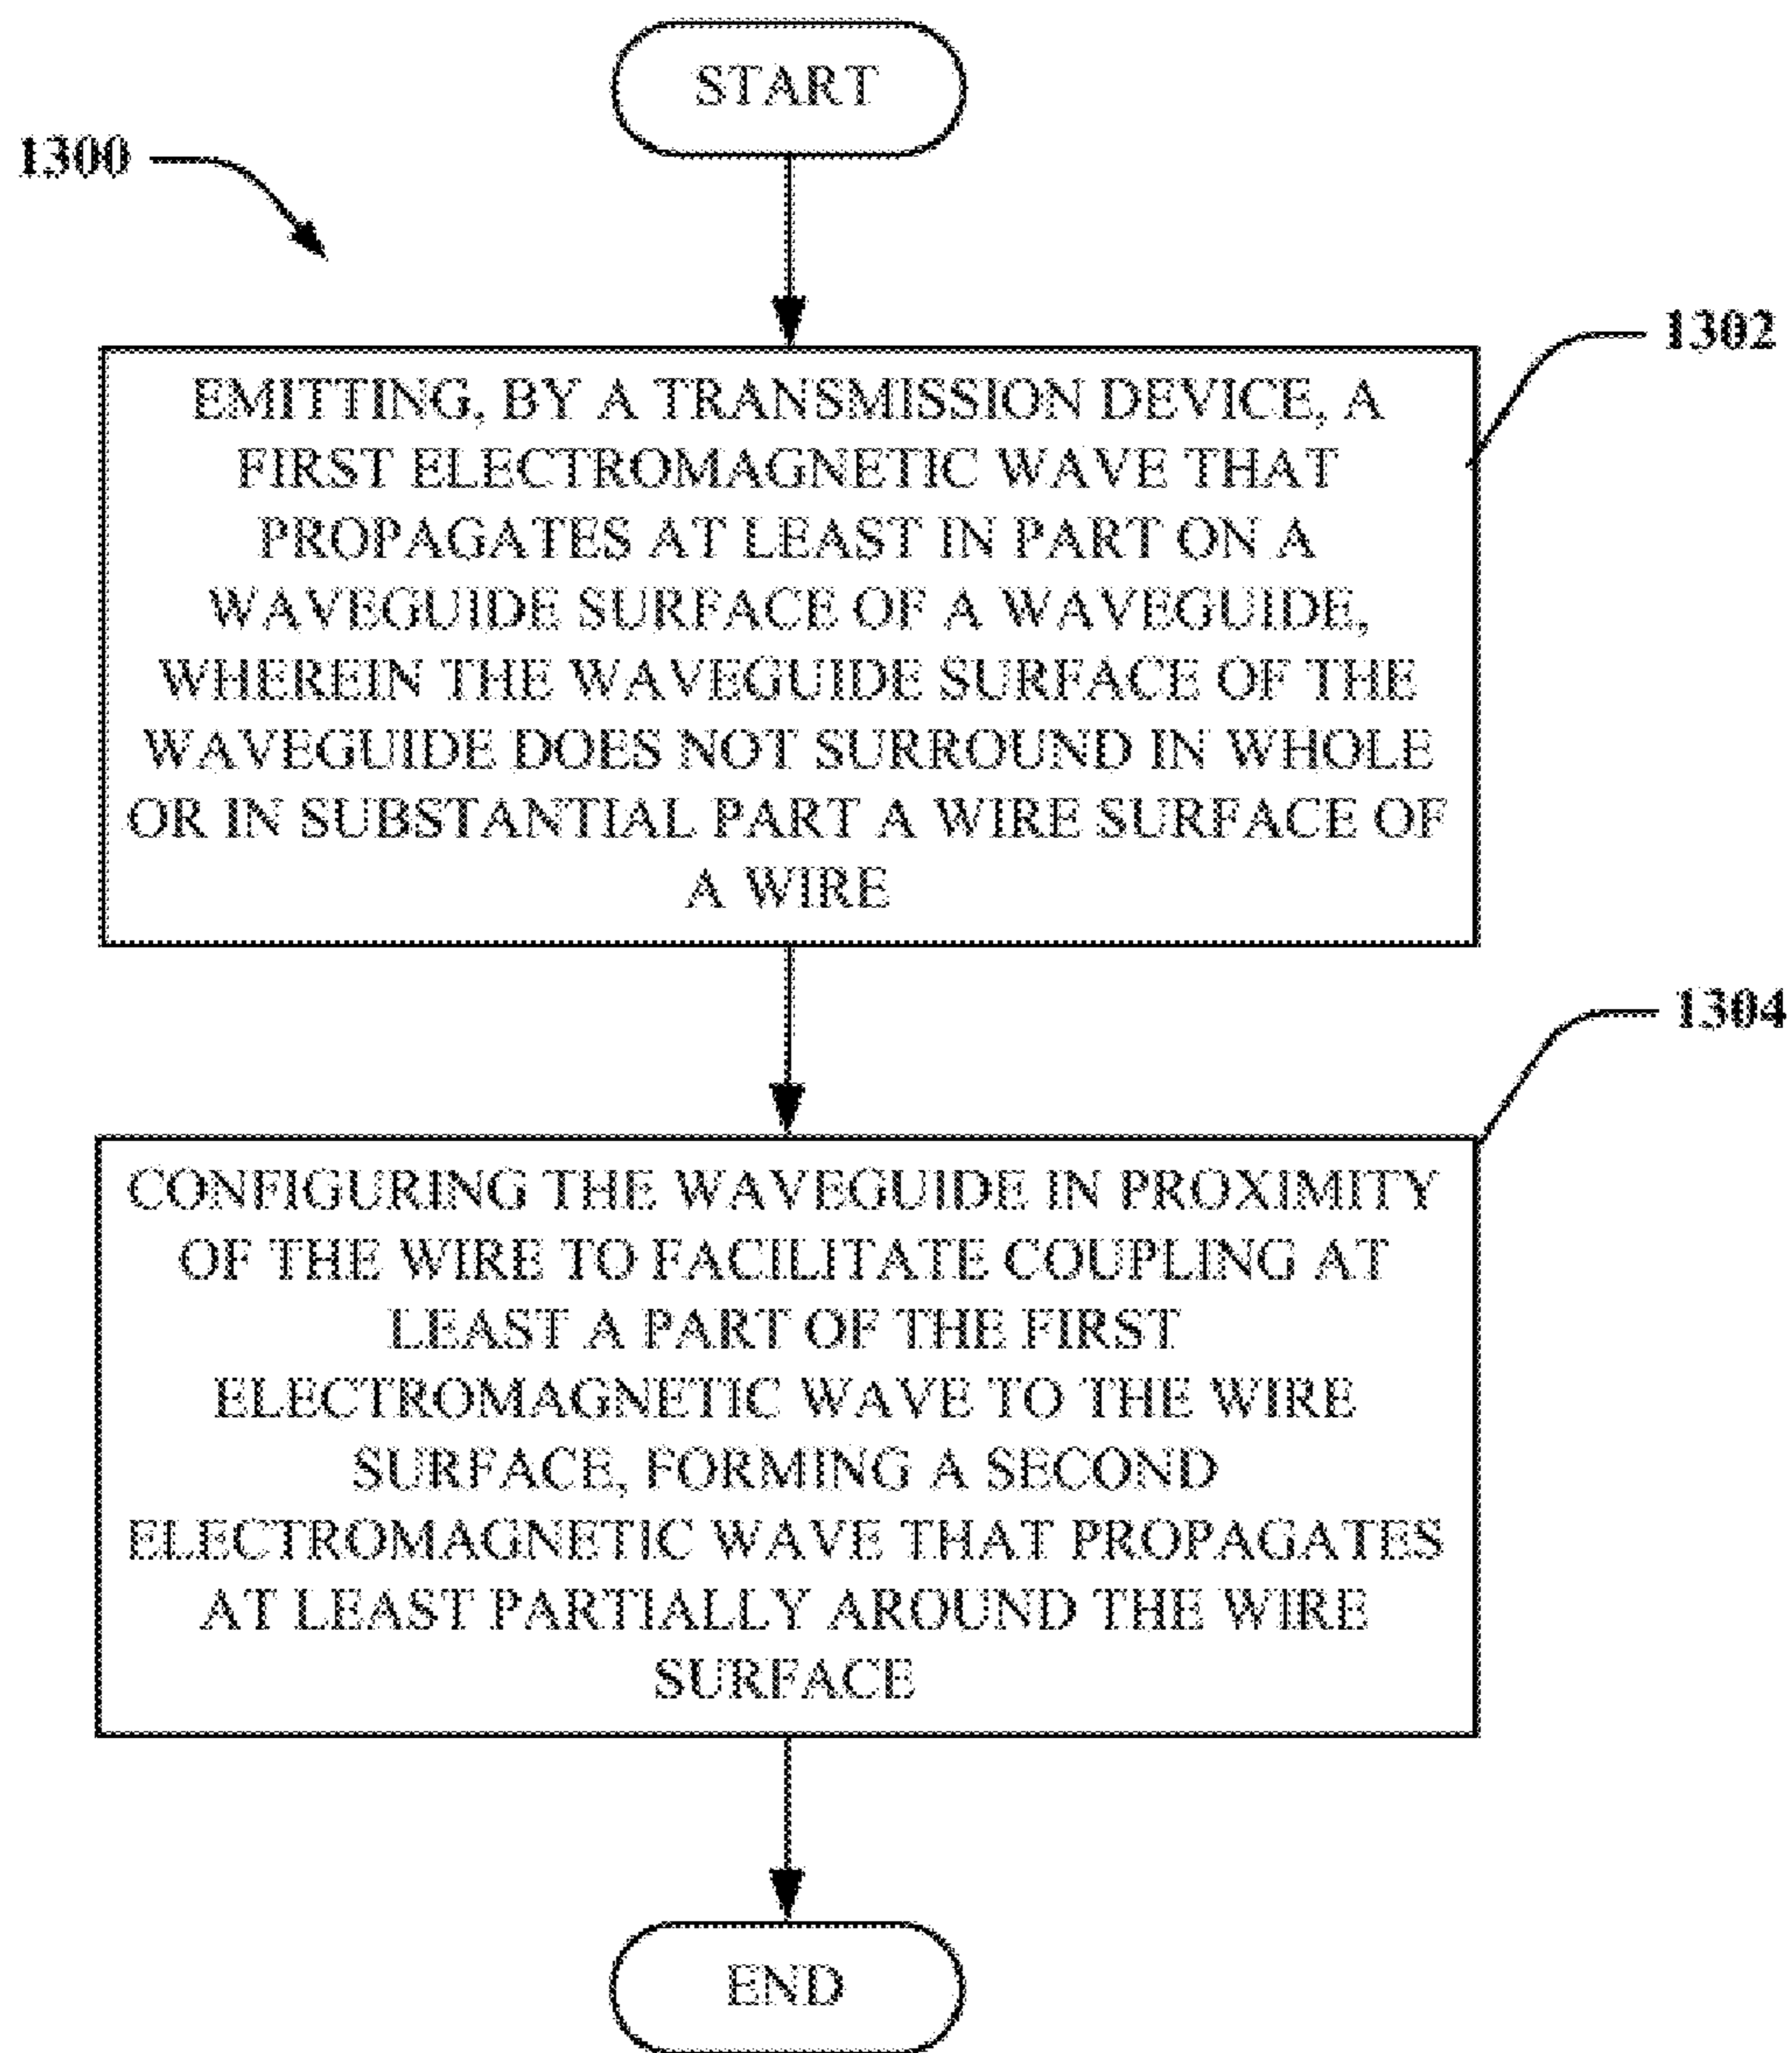 START
1300
1302
EMITTING, BY A TRANSMISSION DEVICE, A
FIRST ELECTROMAGNETIC WAVE THAT
PROPAGATES AT LEAST IN PART ON A
WAVEGUIDE SURFACE OF A WAVEGUIDE,
WHEREIN THE WAVEGUIDE SURFACE OF THE
WAVEGUIDE DOES NOT SURROUND IN WHOLE
OR IN SUBSTANTIAL PART A WIRE SURFACE OF
A WIRE
1304
CONFIGURING THE WAVEGUIDE IN PROXIMITY
OF THE WIRE TO FACILITATE COUPLING AT
LEAST A PART OF THE FIRST
ELECTROMAGNETIC WAVE TO THE WIRE
SURFACE, FORMING A SECOND
ELECTROMAGNETIC WAVE THAT PROPAGATES
AT LEAST PARTIALLY AROUND THE WIRE
SURFACE
END